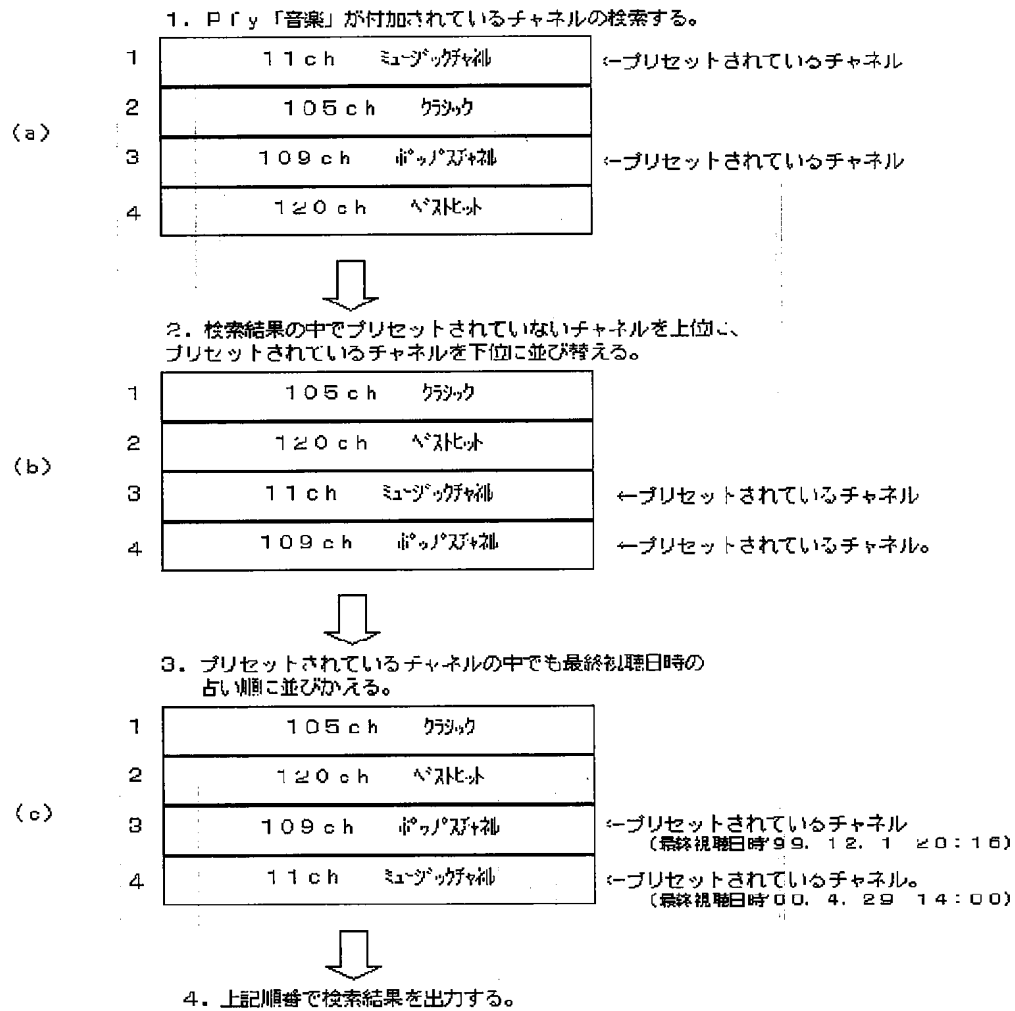 1. Pfy「音楽」が付加されているチャネルの検索する。
(a)
1 11ch ミュージックチャネル ←プリセットされているチャネル
2 105ch クラシック
3 109ch ポップスチャネル ←プリセットされているチャネル
4 120ch ベストヒット
2. 検索結果の中でプリセットされていないチャネルを上位に、
プリセットされているチャネルを下位に並び替える。
(b)
1 105ch クラシック
2 120ch ベストヒット
3 11ch ミュージックチャネル ←プリセットされているチャネル
4 109ch ポップスチャネル ←プリセットされているチャネル。
3. プリセットされているチャネルの中でも最終視聴日時の
古い順に並びかえる。
(c)
1 105ch クラシック
2 120ch ベストヒット
3 109ch ポップスチャネル ←プリセットされているチャネル
(最終視聴日時'99. 12. 1 20:16)
4 11ch ミュージックチャネル ←プリセットされているチャネル。
(最終視聴日時'00. 4. 29 14:00)
4. 上記順番で検索結果を出力する。